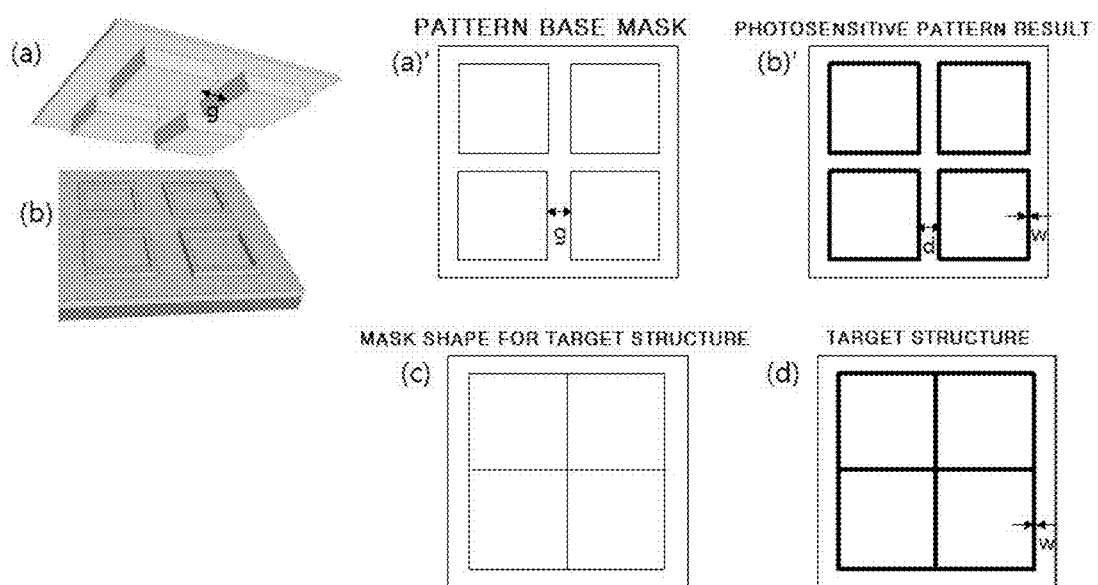 PATTERN BASE MASK
PHOTOSENSITIVE PATTERN RESULT
(a)
(a)'
(b)'
g
(b)
g
d
w
MASK SHAPE FOR TARGET STRUCTURE
TARGET STRUCTURE
(c)
(d)
w